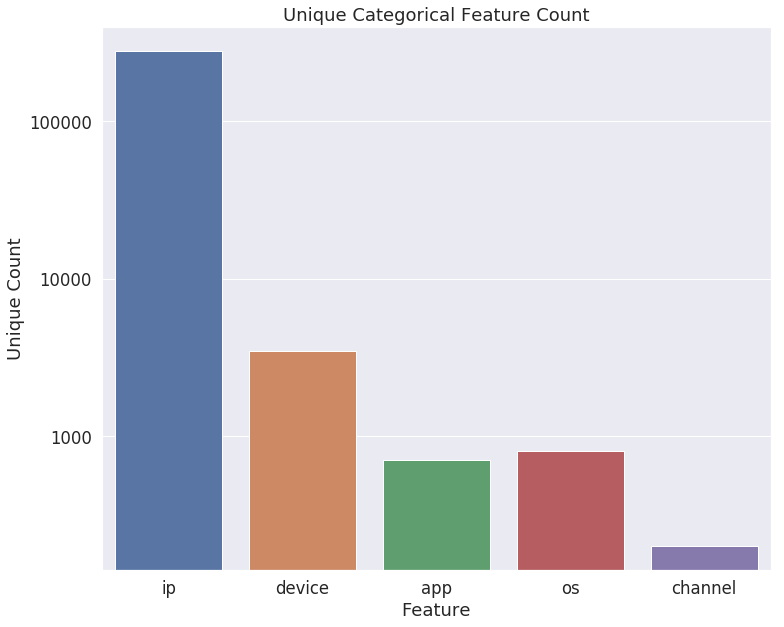 Unique Categorical Feature Count
100000
10000
1000
Unique Count
ip device app os channel
Feature